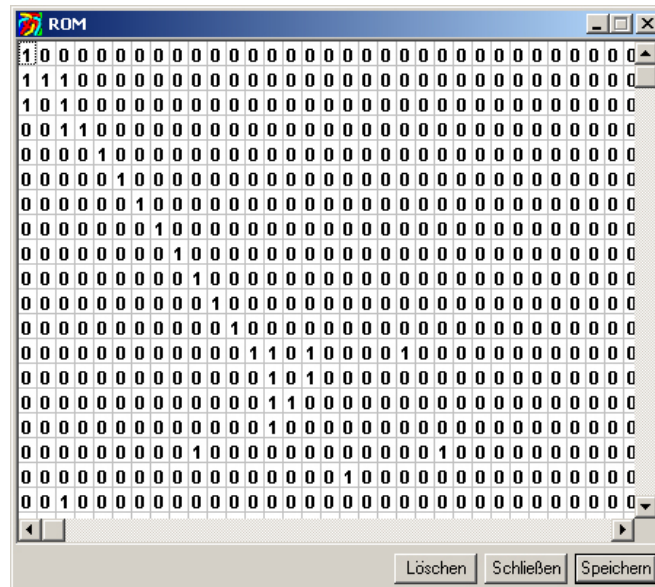 ROM
1 0 0 0 0 0 0 0 0 0 0 0 0 0 0 0 0 0 0 0 0 0 0 0 0 0 0 0 0 0 0 0 0
1 1 1 0 0 0 0 0 0 0 0 0 0 0 0 0 0 0 0 0 0 0 0 0 0 0 0 0 0 0 0 0 0
1 0 1 0 0 0 0 0 0 0 0 0 0 0 0 0 0 0 0 0 0 0 0 0 0 0 0 0 0 0 0 0 0
0 0 1 1 0 0 0 0 0 0 0 0 0 0 0 0 0 0 0 0 0 0 0 0 0 0 0 0 0 0 0 0 0
0 0 0 0 1 0 0 0 0 0 0 0 0 0 0 0 0 0 0 0 0 0 0 0 0 0 0 0 0 0 0 0 0
0 0 0 0 0 1 0 0 0 0 0 0 0 0 0 0 0 0 0 0 0 0 0 0 0 0 0 0 0 0 0 0 0
0 0 0 0 0 0 1 0 0 0 0 0 0 0 0 0 0 0 0 0 0 0 0 0 0 0 0 0 0 0 0 0 0
0 0 0 0 0 0 0 1 0 0 0 0 0 0 0 0 0 0 0 0 0 0 0 0 0 0 0 0 0 0 0 0 0
0 0 0 0 0 0 0 0 1 0 0 0 0 0 0 0 0 0 0 0 0 0 0 0 0 0 0 0 0 0 0 0 0
0 0 0 0 0 0 0 0 0 1 0 0 0 0 0 0 0 0 0 0 0 0 0 0 0 0 0 0 0 0 0 0 0
0 0 0 0 0 0 0 0 0 0 1 0 0 0 0 0 0 0 0 0 0 0 0 0 0 0 0 0 0 0 0 0 0
0 0 0 0 0 0 0 0 0 0 0 1 0 0 0 0 0 0 0 0 0 0 0 0 0 0 0 0 0 0 0 0 0
0 0 0 0 0 0 0 0 0 0 0 0 1 1 0 1 0 0 0 0 1 0 0 0 0 0 0 0 0 0 0 0 0
0 0 0 0 0 0 0 0 0 0 0 0 0 1 0 1 0 0 0 0 0 0 0 0 0 0 0 0 0 0 0 0 0
0 0 0 0 0 0 0 0 0 0 0 0 0 1 1 0 0 0 0 0 0 0 0 0 0 0 0 0 0 0 0 0 0
0 0 0 0 0 0 0 0 0 0 0 0 0 1 0 0 0 0 0 0 0 0 0 0 0 0 0 0 0 0 0 0 0
0 0 0 0 0 0 0 0 0 1 0 0 0 0 0 0 0 0 0 0 0 0 1 0 0 0 0 0 0 0 0 0 0
0 0 0 0 0 0 0 0 0 0 0 0 0 0 0 0 0 1 0 0 0 0 0 0 0 0 0 0 0 0 0 0 0
0 0 1 0 0 0 0 0 0 0 0 0 0 0 0 0 0 0 0 0 0 0 0 0 0 0 0 0 0 0 0 0 0
Löschen Schließen Speichern